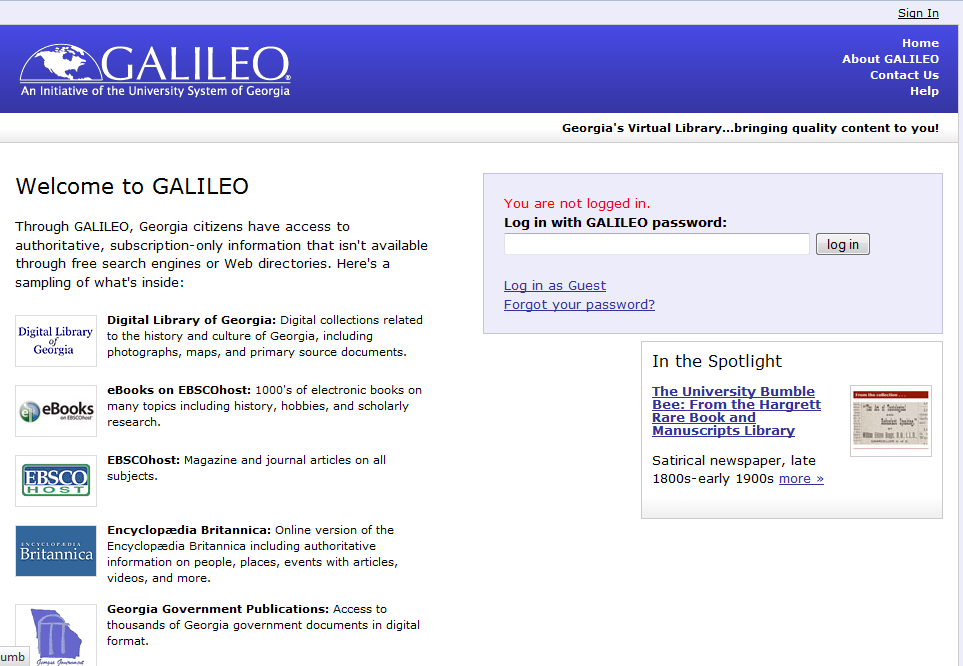 Sign In
GALILEO®
An Initiative of the University System of Georgia
Home
About GALILEO
Contact Us
Help
Georgia's Virtual Library...bringing quality content to you!
Welcome to GALILEO
Through GALILEO, Georgia citizens have access to
authoritative, subscription-only information that isn't available
through free search engines or Web directories. Here's a
sampling of what's inside:
Digital Library
of
Georgia
Digital Library of Georgia: Digital collections related
to the history and culture of Georgia, including
photographs, maps, and primary source documents.
eBooks
on EBSCOhost
eBooks on EBSCOhost: 1000's of electronic books on
many topics including history, hobbies, and scholarly
research.
EBSCO
HOST
EBSCOhost: Magazine and journal articles on all
subjects.
ENCYCLOPÆDIA
Britannica
Encyclopædia Britannica: Online version of the
Encyclopædia Britannica including authoritative
information on people, places, events with articles,
videos, and more.
Georgia Government
Georgia Government Publications: Access to
thousands of Georgia government documents in digital
format.
umb
You are not logged in.
Log in with GALILEO password:
log in
Log in as Guest
Forgot your password?
In the Spotlight
The University Bumble
Bee: From the Hargrett
Rare Book and
Manuscripts Library
From the collection . . .
Satirical newspaper, late
1800s-early 1900s more »